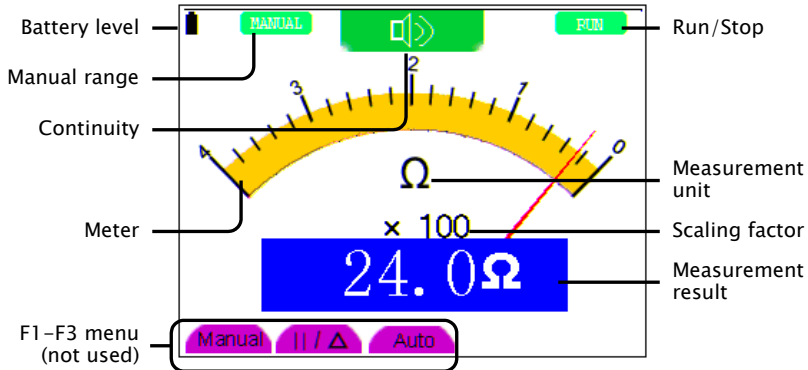 Battery level
MANUAL
RUN
Run/Stop
Manual range
Continuity
4
3
2
1
0
Ω
Measurement
unit
Meter
× 100
Scaling factor
24.0Ω
Measurement
result
F1-F3 menu
(not used)
Manual
|| / Δ
Auto